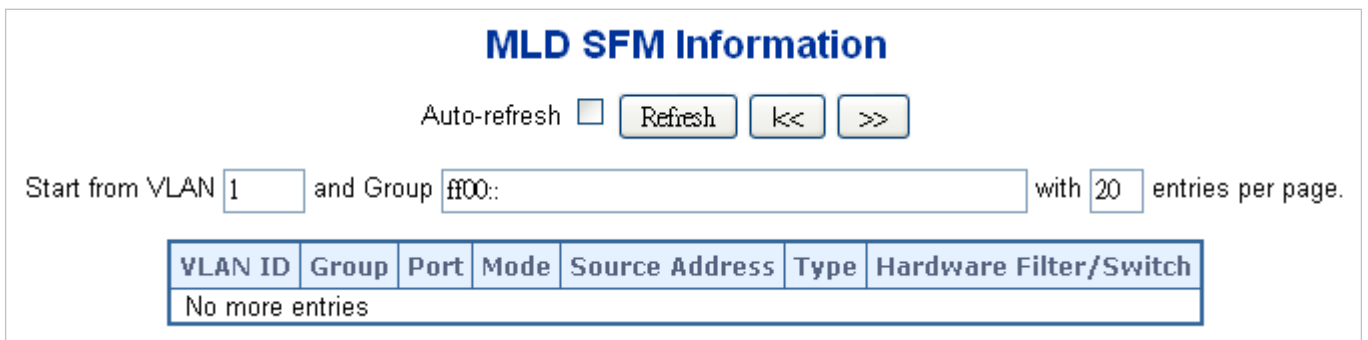 MLD SFM Information
Auto-refresh Refresh |<< >>
Start from VLAN 1 and Group ff00:: with 20 entries per page.
VLAN ID Group Port Mode Source Address Type Hardware Filter/Switch
No more entries